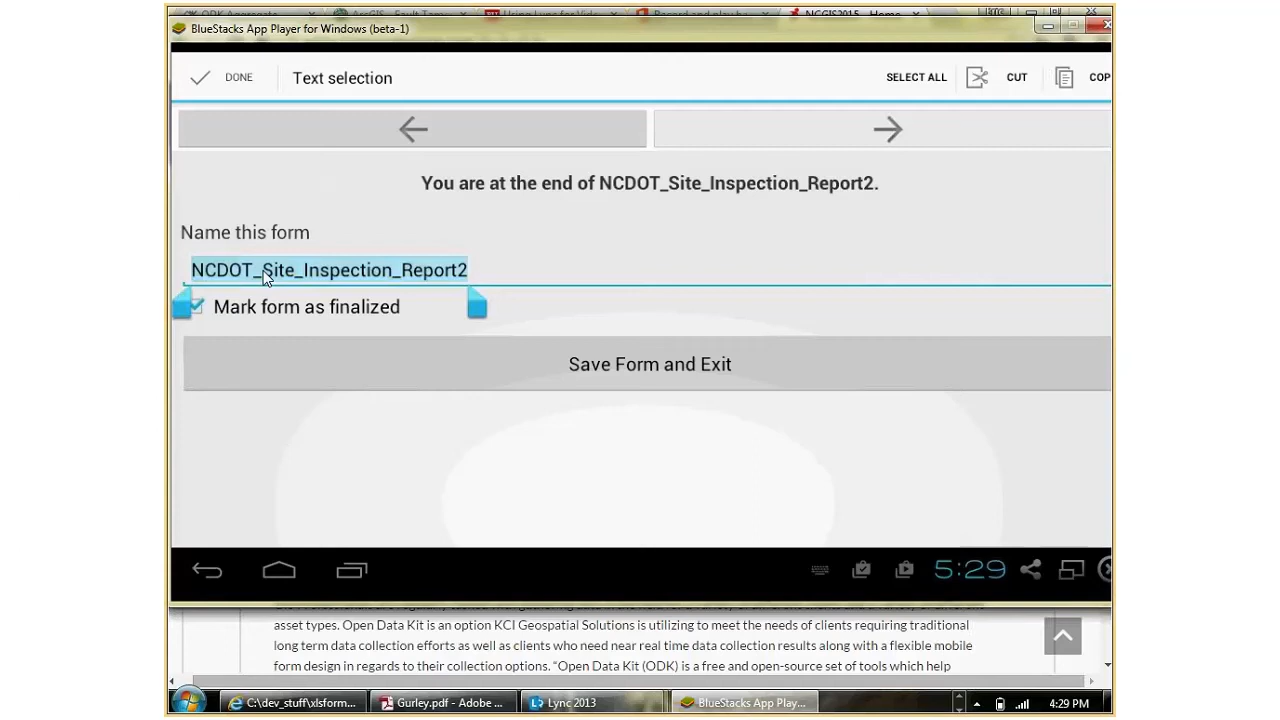 BlueStacks App Player for Windows (beta-1)
DONE
Text selection
SELECT ALL
CUT
COP
You are at the end of NCDOT_Site_Inspection_Report2.
Name this form
NCDOT_Site_Inspection_Report2
Mark form as finalized
Save Form and Exit
5:29
asset types. Open Data Kit is an option KCI Geospatial Solutions is utilizing to meet the needs of clients requiring traditional
long term data collection efforts as well as clients who need near real time data collection results along with a flexible mobile
form design in regards to their collection options. "Open Data Kit (ODK) is a free and open-source set of tools which help
C:\dev_stuff\xlsform...
Gurley.pdf - Adobe ...
Lync 2013
BlueStacks App Play...
4:29 PM